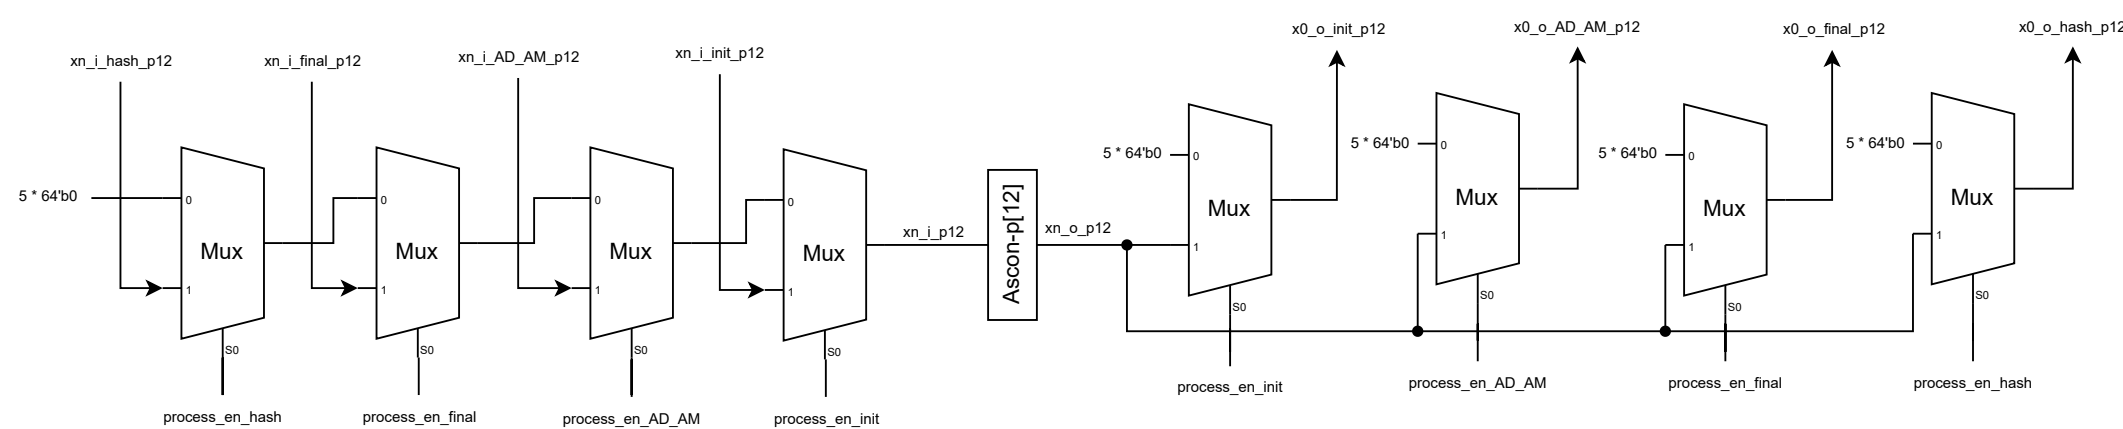 xn_i_hash_p12
xn_i_final_p12
xn_i_AD_AM_p12
xn_i_init_p12
x0_o_init_p12
x0_o_AD_AM_p12
x0_o_final_p12
x0_o_hash_p12
5 * 64'b0
0
Mux
1
S0
process_en_hash
0
Mux
1
S0
process_en_final
0
Mux
1
S0
process_en_AD_AM
0
Mux
1
S0
process_en_init
xn_i_p12
Ascon-p[12]
xn_o_p12
5 * 64'b0
0
Mux
1
S0
process_en_init
5 * 64'b0
0
Mux
1
S0
process_en_AD_AM
5 * 64'b0
0
Mux
1
S0
process_en_final
5 * 64'b0
0
Mux
1
S0
process_en_hash